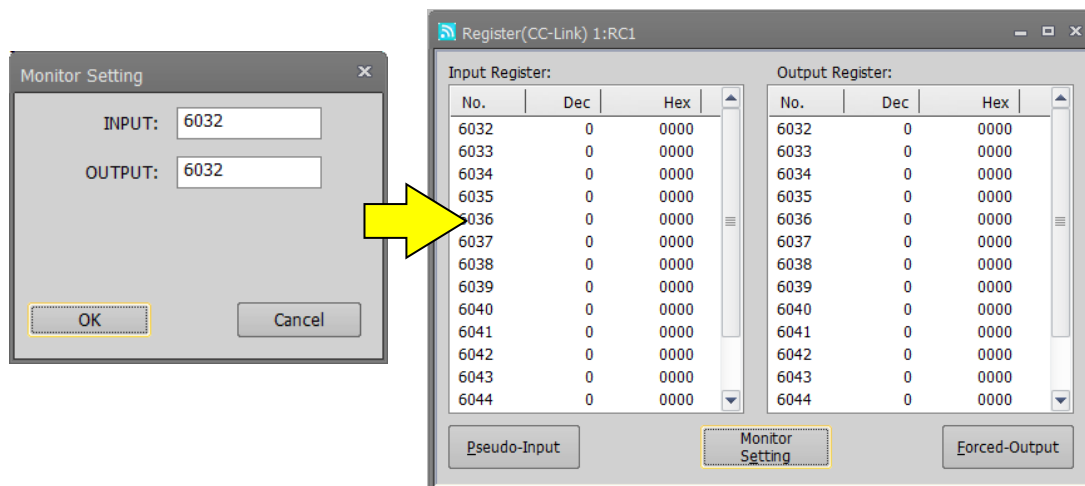 Monitor Setting
INPUT: 6032
OUTPUT: 6032
OK Cancel
Register(CC-Link) 1:RC1
Input Register: Output Register:
No. Dec Hex No. Dec Hex
6032 0 0000 6032 0 0000
6033 0 0000 6033 0 0000
6034 0 0000 6034 0 0000
6035 0 0000 6035 0 0000
6036 0 0000 6036 0 0000
6037 0 0000 6037 0 0000
6038 0 0000 6038 0 0000
6039 0 0000 6039 0 0000
6040 0 0000 6040 0 0000
6041 0 0000 6041 0 0000
6042 0 0000 6042 0 0000
6043 0 0000 6043 0 0000
6044 0 0000 6044 0 0000
Pseudo-Input Monitor Setting Forced-Output